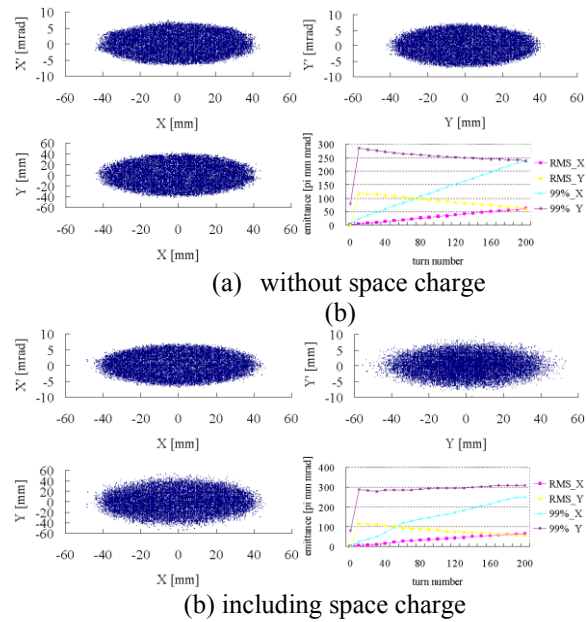 X' [mrad]
10
5
0
-5
-10
-60 -40 -20 0 20 40 60
X [mm]
Y' [mrad]
10
5
0
-5
-10
-60 -40 -20 0 20 40 60
Y [mm]
Y [mm]
60
40
20
0
-20
-40
-60
-60 -40 -20 0 20 40 60
X [mm]
emittance [pi mm mrad]
300
250
200
150
100
50
0
0 40 80 120 160 200
turn number
RMS_X
RMS_Y
99%_X
99% Y
(a) without space charge
(b)
X' [mrad]
10
5
0
-5
-10
-60 -40 -20 0 20 40 60
X [mm]
Y' [mm]
10
5
0
-5
-10
-60 -40 -20 0 20 40 60
Y [mm]
Y [mm]
60
40
20
0
-20
-40
-60
-60 -40 -20 0 20 40 60
X [mm]
emittance [pi mm mrad]
400
300
200
100
0
0 40 80 120 160 200
turn number
RMS_X
RMS_Y
99%_X
99% Y
(b) including space charge